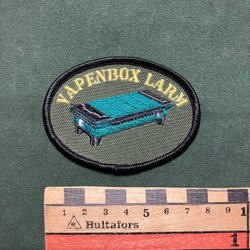 VAPENBOX LARM
1 2 3 4 5 6 7 8 9 1
Hultafors